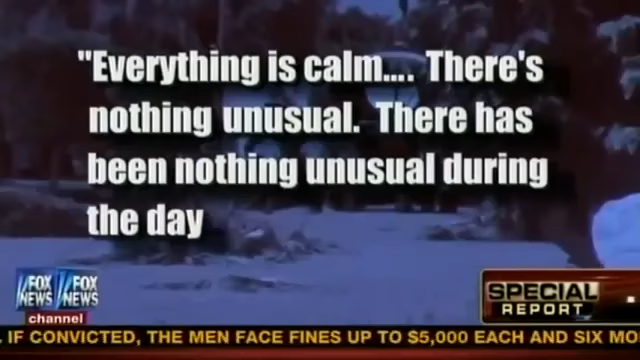 "Everything is calm.... There's
nothing unusual. There has
been nothing unusual during
the day
FOX NEWS FOX NEWS
channel
SPECIAL
REPORT
. IF CONVICTED, THE MEN FACE FINES UP TO $5,000 EACH AND SIX MO